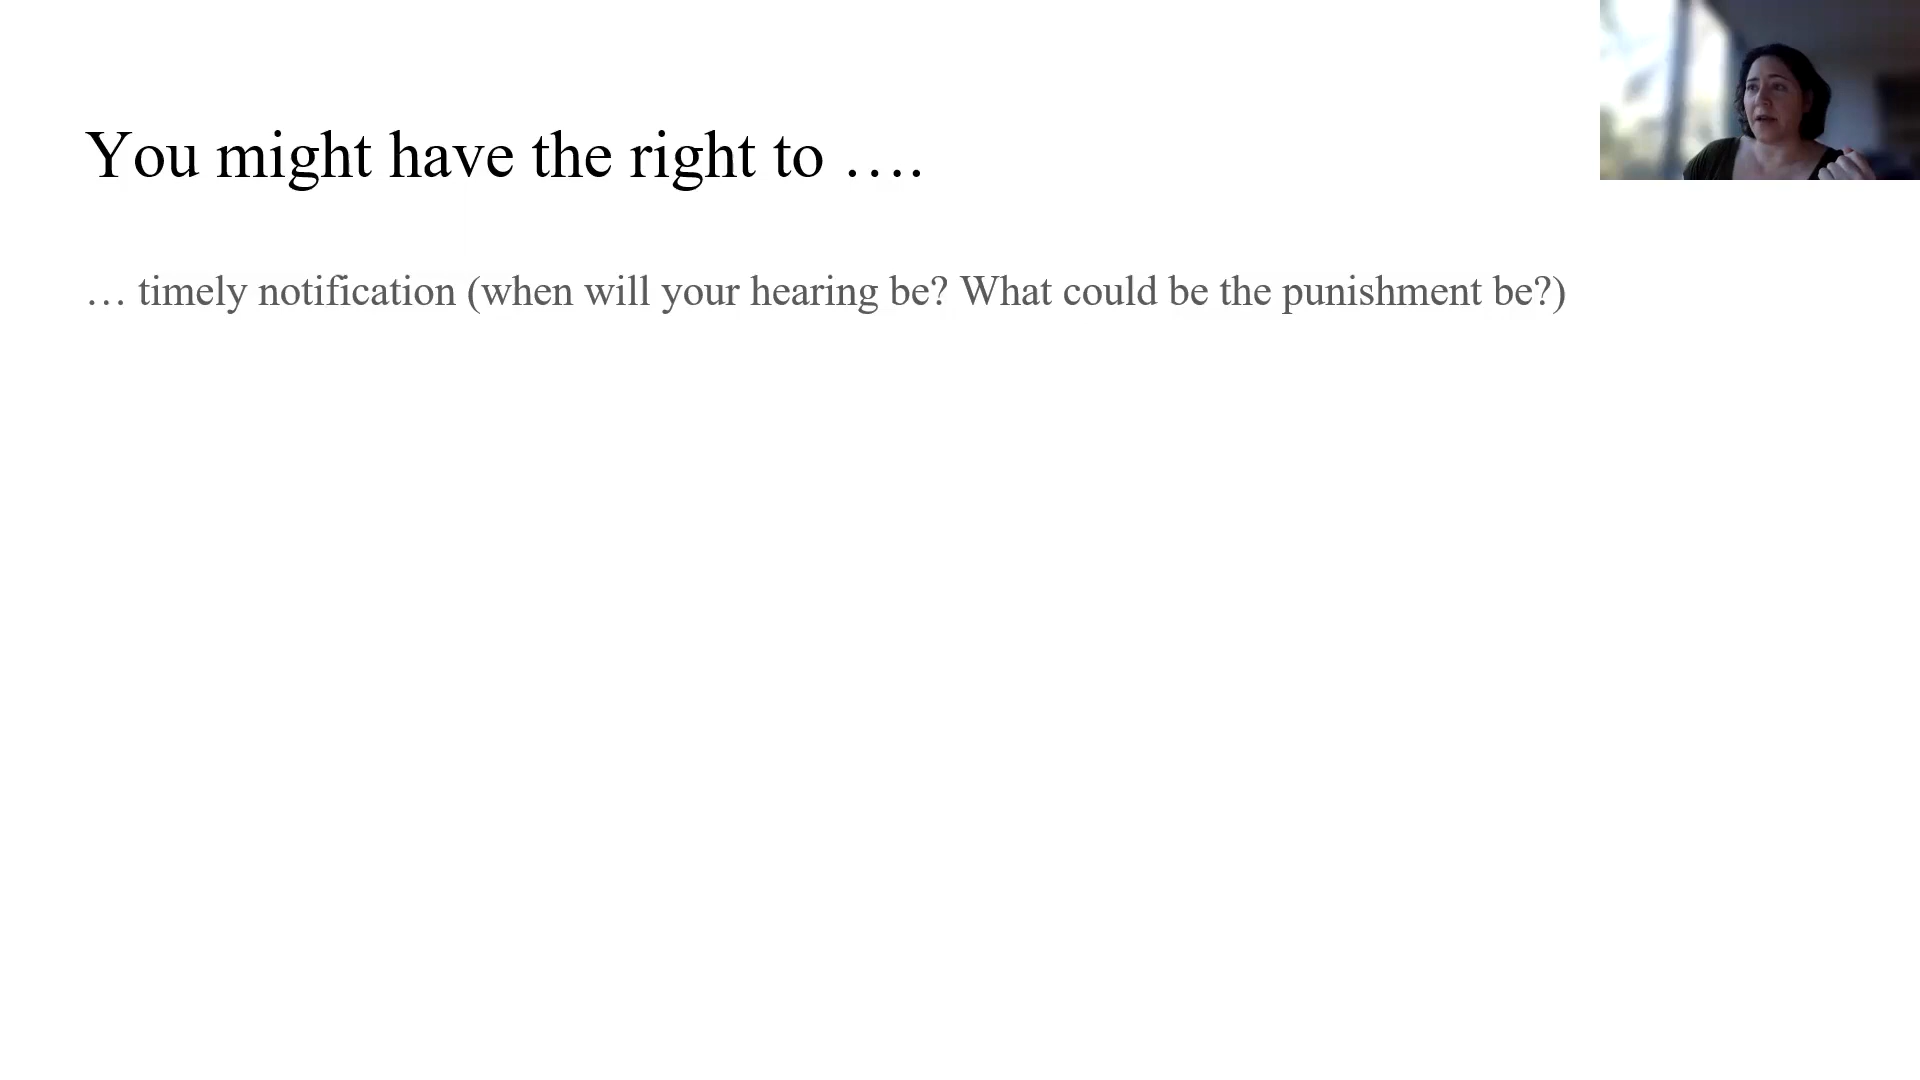 You might have the right to ….
… timely notification (when will your hearing be? What could be the punishment be?)